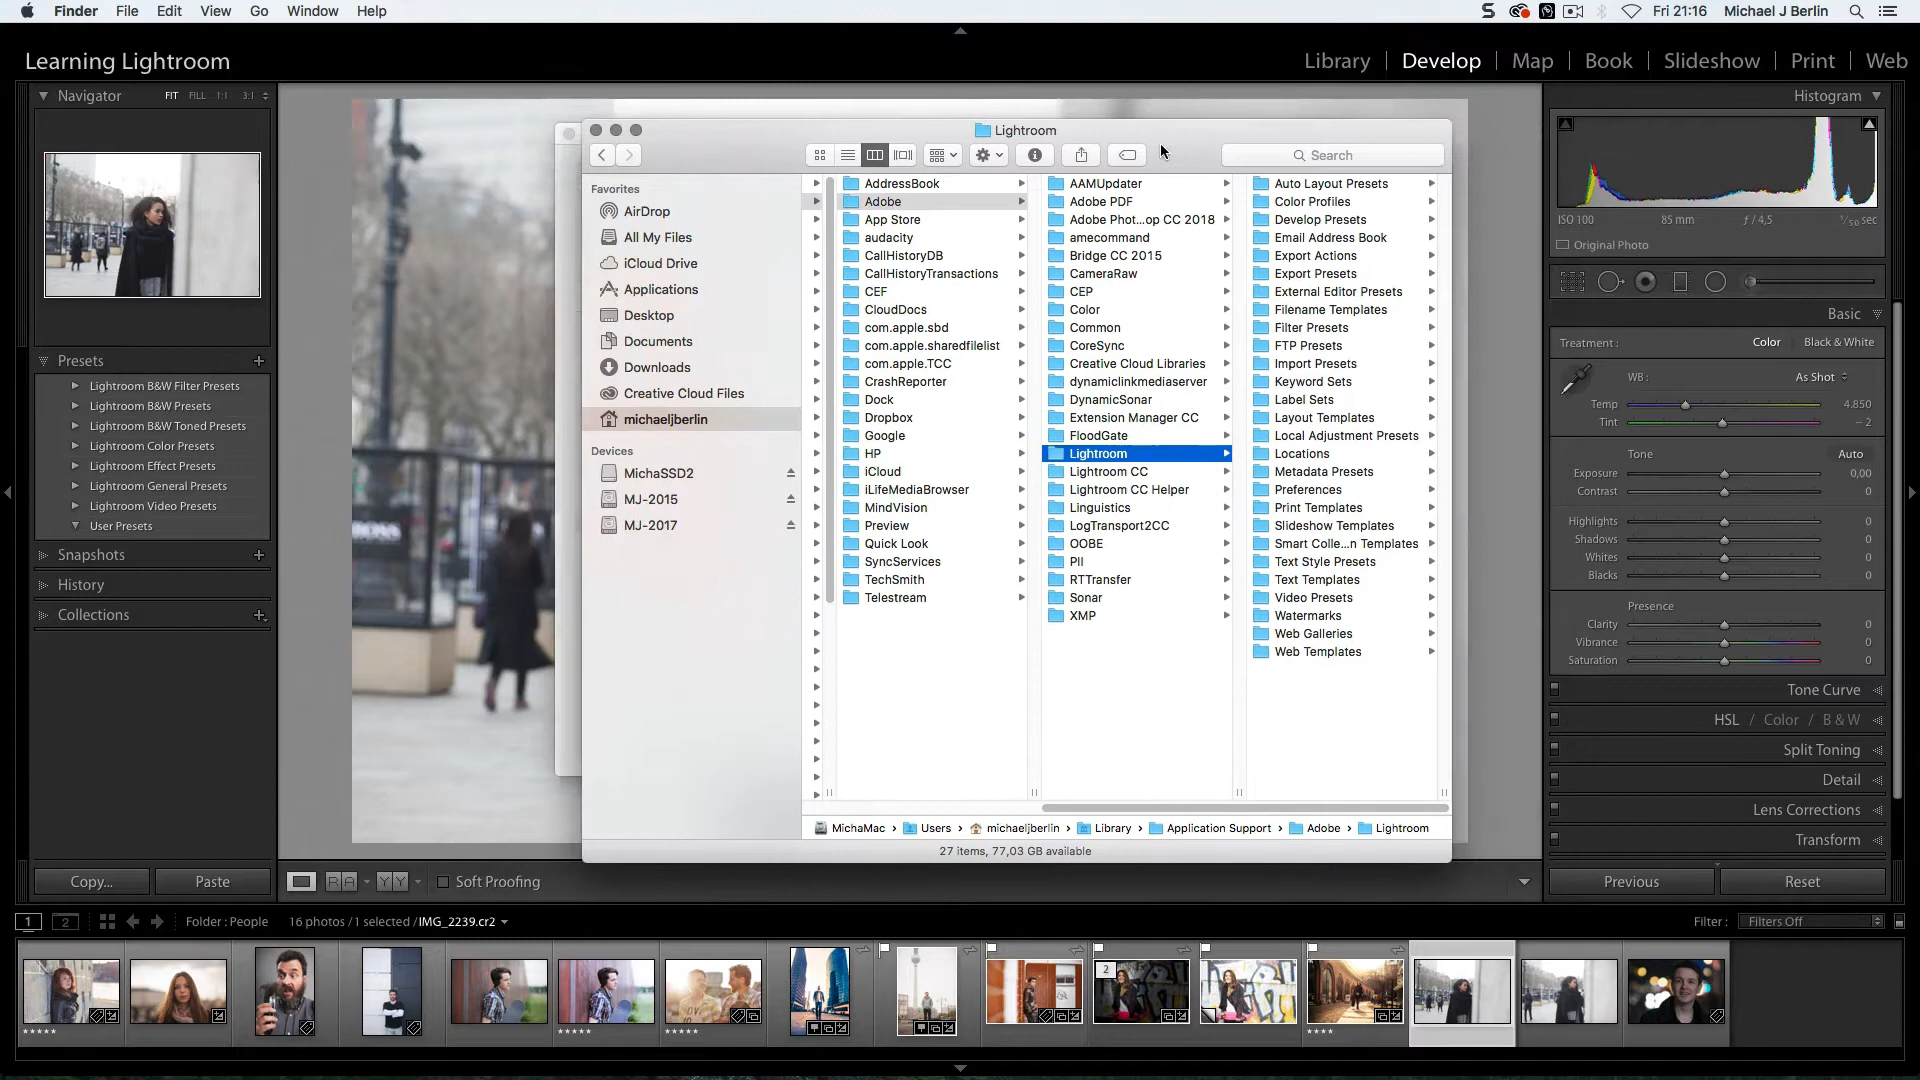 Finder File Edit View Go Window Help
Fri 21:16 Michael J Berlin
Learning Lightroom
Library Develop Map Book Slideshow Print Web
Navigator FIT FILL 1:1 3:1
Presets
Lightroom B&W Filter Presets
Lightroom B&W Presets
Lightroom B&W Toned Presets
Lightroom Color Presets
Lightroom Effect Presets
Lightroom General Presets
Lightroom Video Presets
User Presets
Snapshots
History
Collections
Copy... Paste
Lightroom
Search
Favorites
AirDrop
All My Files
iCloud Drive
Applications
Desktop
Documents
Downloads
Creative Cloud Files
michaeljberlin
Devices
MichaSSD2
MJ-2015
MJ-2017
AddressBook
Adobe
App Store
audacity
CallHistoryDB
CallHistoryTransactions
CEF
CloudDocs
com.apple.sbd
com.apple.sharedfilelist
com.apple.TCC
CrashReporter
Dock
Dropbox
Google
HP
iCloud
iLifeMediaBrowser
MindVision
Preview
Quick Look
SyncServices
TechSmith
Telestream
AAMUpdater
Adobe PDF
Adobe Phot...op CC 2018
amecommand
Bridge CC 2015
CameraRaw
CEP
Color
Common
CoreSync
Creative Cloud Libraries
dynamiclinkmediaserver
DynamicSonar
Extension Manager CC
FloodGate
Lightroom
Lightroom CC
Lightroom CC Helper
Linguistics
LogTransport2CC
OOBE
PII
RTTransfer
Sonar
XMP
Auto Layout Presets
Color Profiles
Develop Presets
Email Address Book
Export Actions
Export Presets
External Editor Presets
Filename Templates
Filter Presets
FTP Presets
Import Presets
Keyword Sets
Label Sets
Layout Templates
Local Adjustment Presets
Locations
Metadata Presets
Preferences
Print Templates
Slideshow Templates
Smart Colle...n Templates
Text Style Presets
Text Templates
Video Presets
Watermarks
Web Galleries
Web Templates
MichaMac Users michaeljberlin Library Application Support Adobe Lightroom
27 items, 77,03 GB available
Histogram
ISO 100 85 mm ƒ / 4,5 1/50 sec
Original Photo
Basic
Treatment : Color Black & White
WB : As Shot
Temp 4.850
Tint – 2
Tone Auto
Exposure 0,00
Contrast 0
Highlights 0
Shadows 0
Whites 0
Blacks 0
Presence
Clarity 0
Vibrance 0
Saturation 0
Tone Curve
HSL / Color / B & W
Split Toning
Detail
Lens Corrections
Transform
Previous Reset
R A Y Y Soft Proofing
1 2 Folder : People 16 photos / 1 selected / IMG_2239.cr2
Filter : Filters Off
2